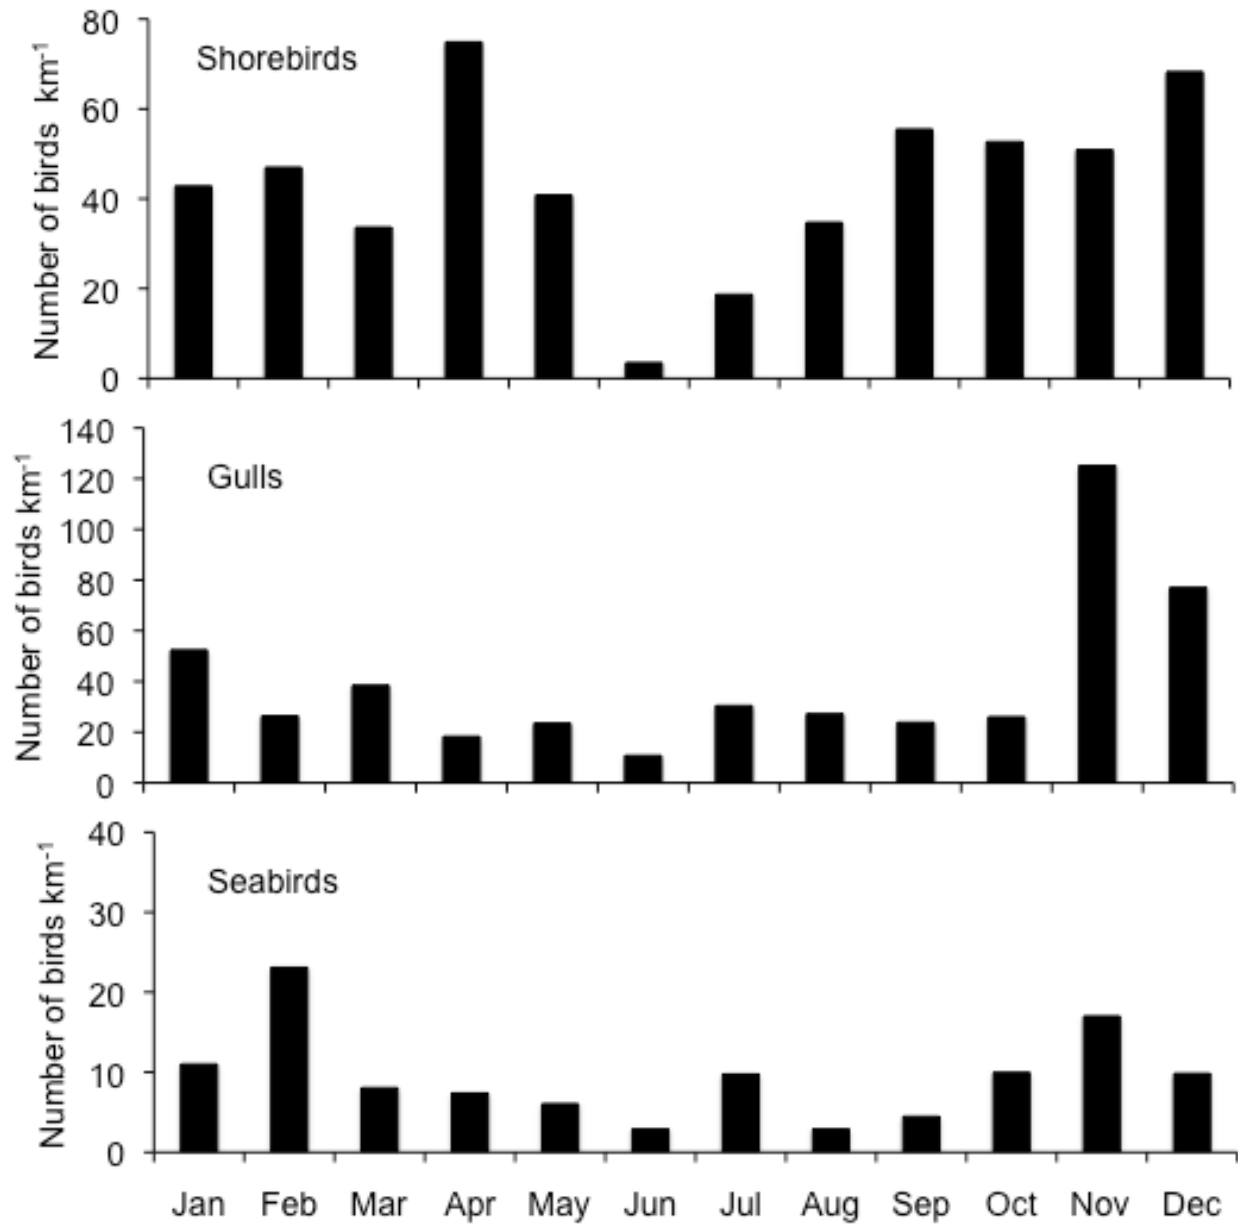 Shorebirds
Number of birds  km⁻¹
80
60
40
20
0
Gulls
Number of birds km⁻¹
140
120
100
80
60
40
20
0
Seabirds
Number of birds km⁻¹
40
30
20
10
0
Jan Feb Mar Apr May Jun Jul Aug Sep Oct Nov Dec